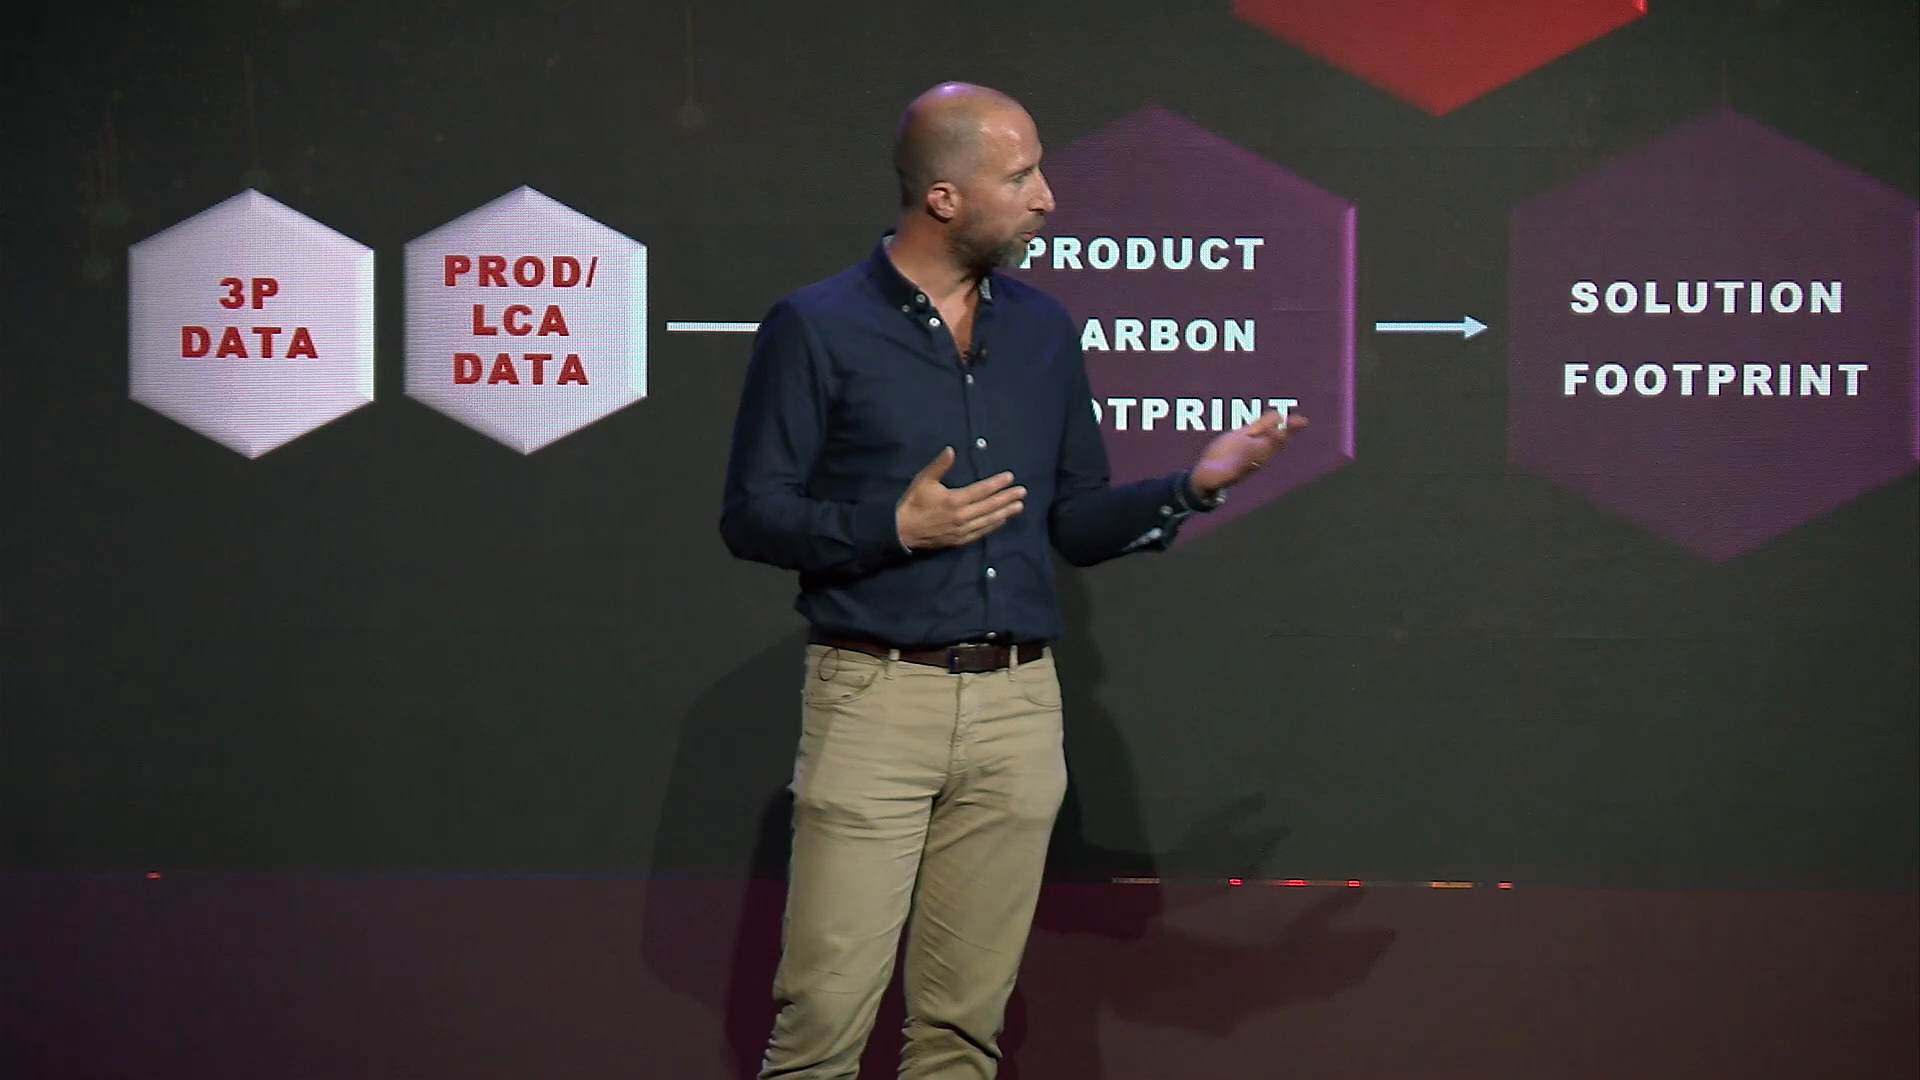 3P
DATA
PROD/
LCA
DATA
PRODUCT
ARBON
OTPRINT
SOLUTION
FOOTPRINT